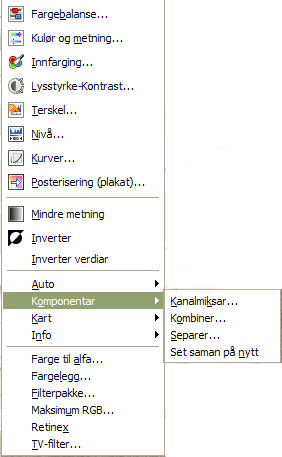 Fargebalanse...
Kulør og metning...
Innfarging...
Lysstyrke-Kontrast...
Terskel...
Nivå...
Kurver...
Posterisering (plakat)...
Mindre metning
Inverter
Inverter verdiar
Auto
Komponentar
Kart
Info
Kanalmiksar...
Kombiner...
Separer...
Set saman på nytt
Farge til alfa...
Fargelegg...
Filterpakke...
Maksimum RGB...
Retinex
TV-filter...